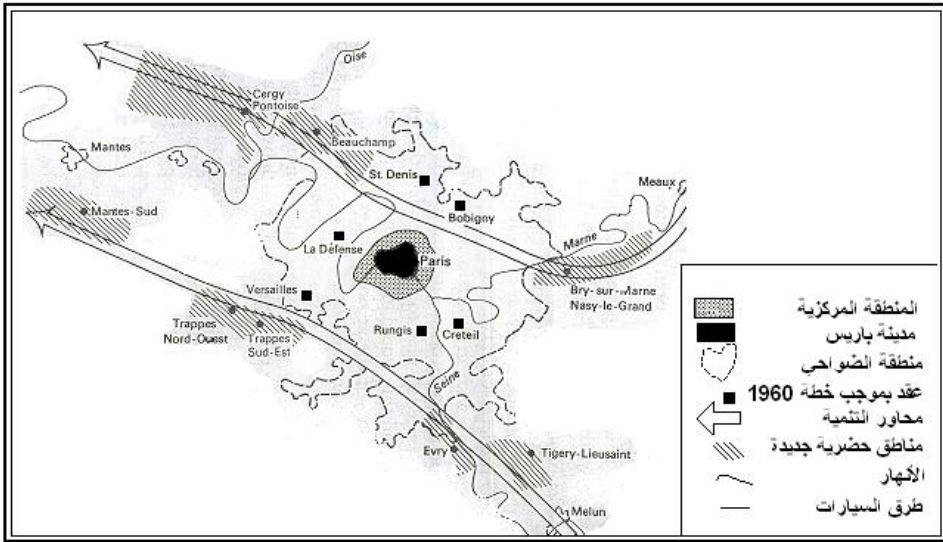 Oise
Cergy
Pontoise
Beauchamp
Mantes
St. Denis
Meaux
Mantes-Sud
Bobigny
Marne
La Défense
Paris
Bry-sur-Marne
Nasy-le-Grand
Versailles
Trappes
Nord-Ouest
Trappes
Sud-Est
Rungis
Créteil
Seine
Evry
Tigery-Lieusaint
Melun
المنطقة المركزية
مدينة باريس
منطقة الضواحي
عقد بموجب خطة 1960
محاور التنمية
مناطق حضرية جديدة
الأنهار
طرق السيارات